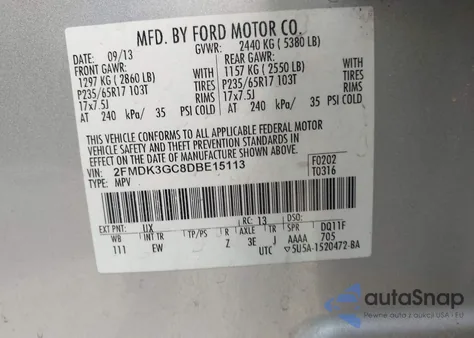 MFD. BY FORD MOTOR CO.
DATE: 09/13 GVWR: 2440 KG ( 5380 LB)
FRONT GAWR: REAR GAWR:
1297 KG ( 2860 LB) WITH 1157 KG ( 2550 LB) WITH
P235/65R17 103T TIRES P235/65R17 103T TIRES
17x7.5J RIMS 17x7.5J RIMS
AT 240 kPa/ 35 PSI COLD AT 240 kPa/ 35 PSI COLD
THIS VEHICLE CONFORMS TO ALL APPLICABLE FEDERAL MOTOR
VEHICLE SAFETY AND THEFT PREVENTION STANDARDS IN
EFFECT ON THE DATE OF MANUFACTURE SHOWN ABOVE.
VIN: 2FMDK3GC8DBE15113 F0202
TYPE: MPV T0316
EXT PNT: UX RC: 13 DSO:
WB INT TR TP/PS R AXLE TR SPR DQ11F
111 EW Z 3E J AAAA 705
UTC ▽5U5A-1520472-BA
autoSnap
Pewne auto z USA i EU